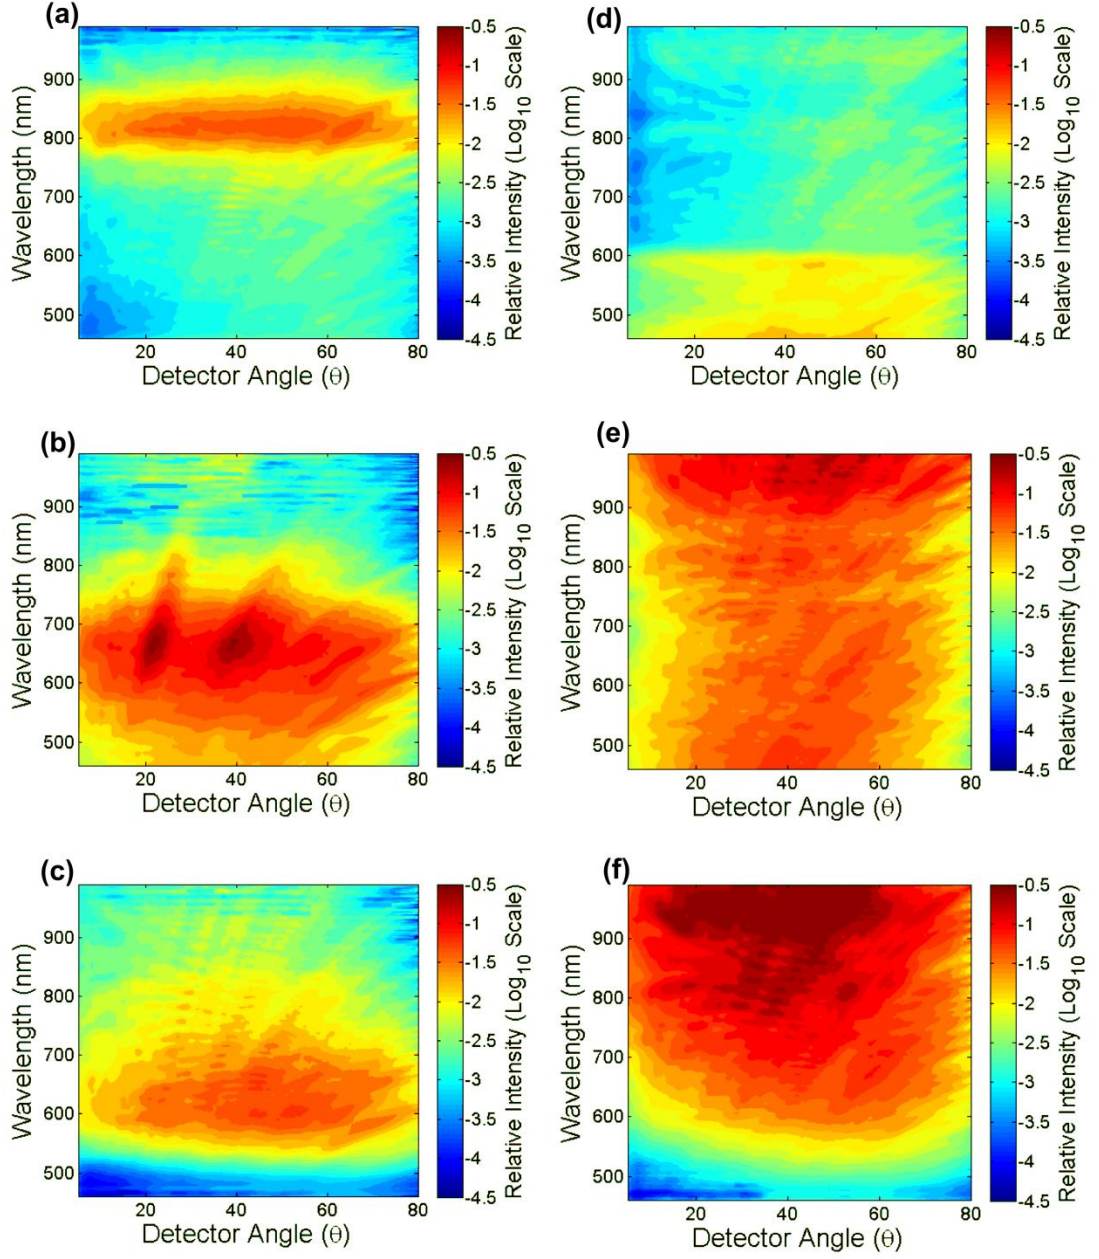 (a)
900
800
700
600
500
20 40 60 80
Wavelength (nm)
Detector Angle (θ)
-0.5
-1
-1.5
-2
-2.5
-3
-3.5
-4
-4.5
Relative Intensity (Log10 Scale)
(d)
900
800
700
600
500
20 40 60 80
Wavelength (nm)
Detector Angle (θ)
-0.5
-1
-1.5
-2
-2.5
-3
-3.5
-4
-4.5
Relative Intensity (Log10 Scale)
(b)
900
800
700
600
500
20 40 60 80
Wavelength (nm)
Detector Angle (θ)
-0.5
-1
-1.5
-2
-2.5
-3
-3.5
-4
-4.5
Relative Intensity (Log10 Scale)
(e)
900
800
700
600
500
20 40 60 80
Wavelength (nm)
Detector Angle (θ)
-0.5
-1
-1.5
-2
-2.5
-3
-3.5
-4
-4.5
Relative Intensity (Log10 Scale)
(c)
900
800
700
600
500
20 40 60 80
Wavelength (nm)
Detector Angle (θ)
-0.5
-1
-1.5
-2
-2.5
-3
-3.5
-4
-4.5
Relative Intensity (Log10 Scale)
(f)
900
800
700
600
500
20 40 60 80
Wavelength (nm)
Detector Angle (θ)
-0.5
-1
-1.5
-2
-2.5
-3
-3.5
-4
-4.5
Relative Intensity (Log10 Scale)